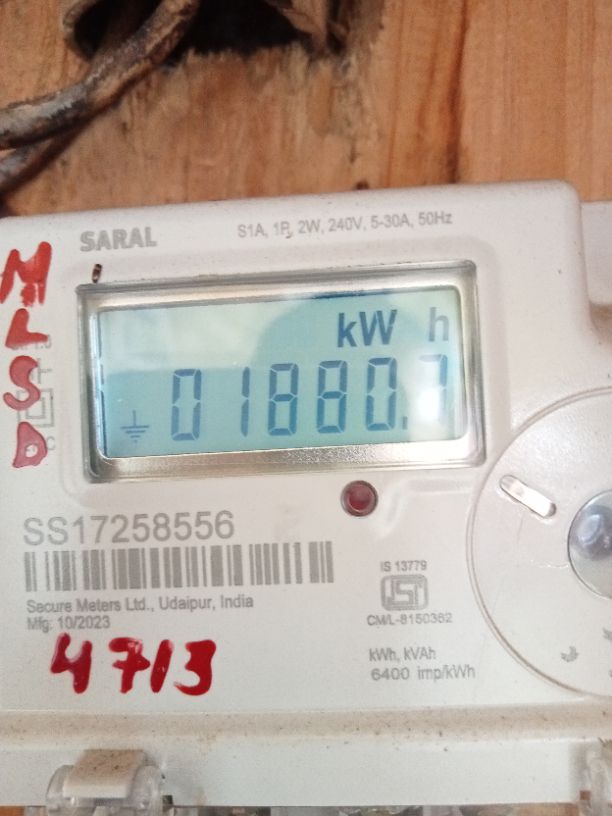 SARAL
S1A, 1P, 2W, 240V, 5-30A, 50Hz
MLSD
kW h
01880.7
SS17258556
Secure Meters Ltd., Udaipur, India
Mfg: 10/2023
IS 13779
ISI
CM/L-8150362
4713
kWh, kVAh
6400 imp/kWh